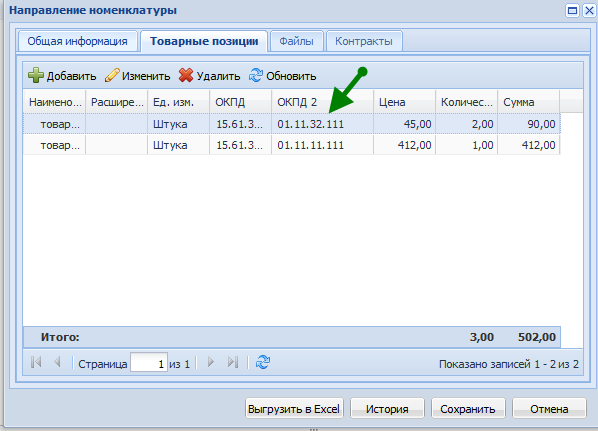 Направление номенклатуры
Общая информация Товарные позиции Файлы Контракты
Добавить Изменить Удалить Обновить
Наимено... Расшире... Ед. изм. ОКПД ОКПД 2 Цена Количес... Сумма
товар... Штука 15.61.3... 01.11.32.111 45,00 2,00 90,00
товар... Штука 15.61.3... 01.11.11.111 412,00 1,00 412,00
Итого: 3,00 502,00
Страница 1 из 1 Показано записей 1 - 2 из 2
Выгрузить в Excel История Сохранить Отмена